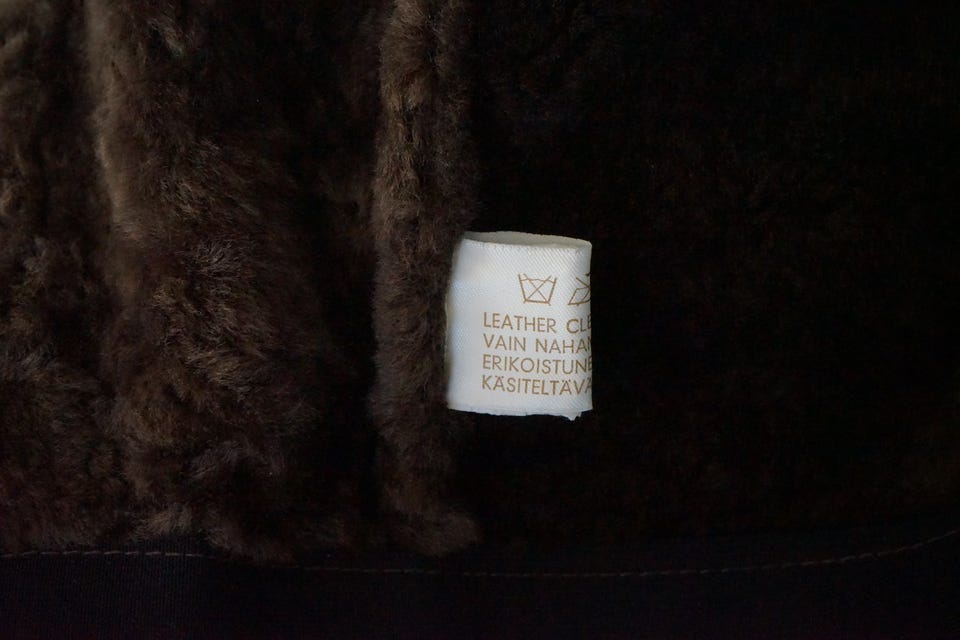 LEATHER CLE
VAIN NAHAN
ERIKOISTUNE
KÄSITELTÄVÄ